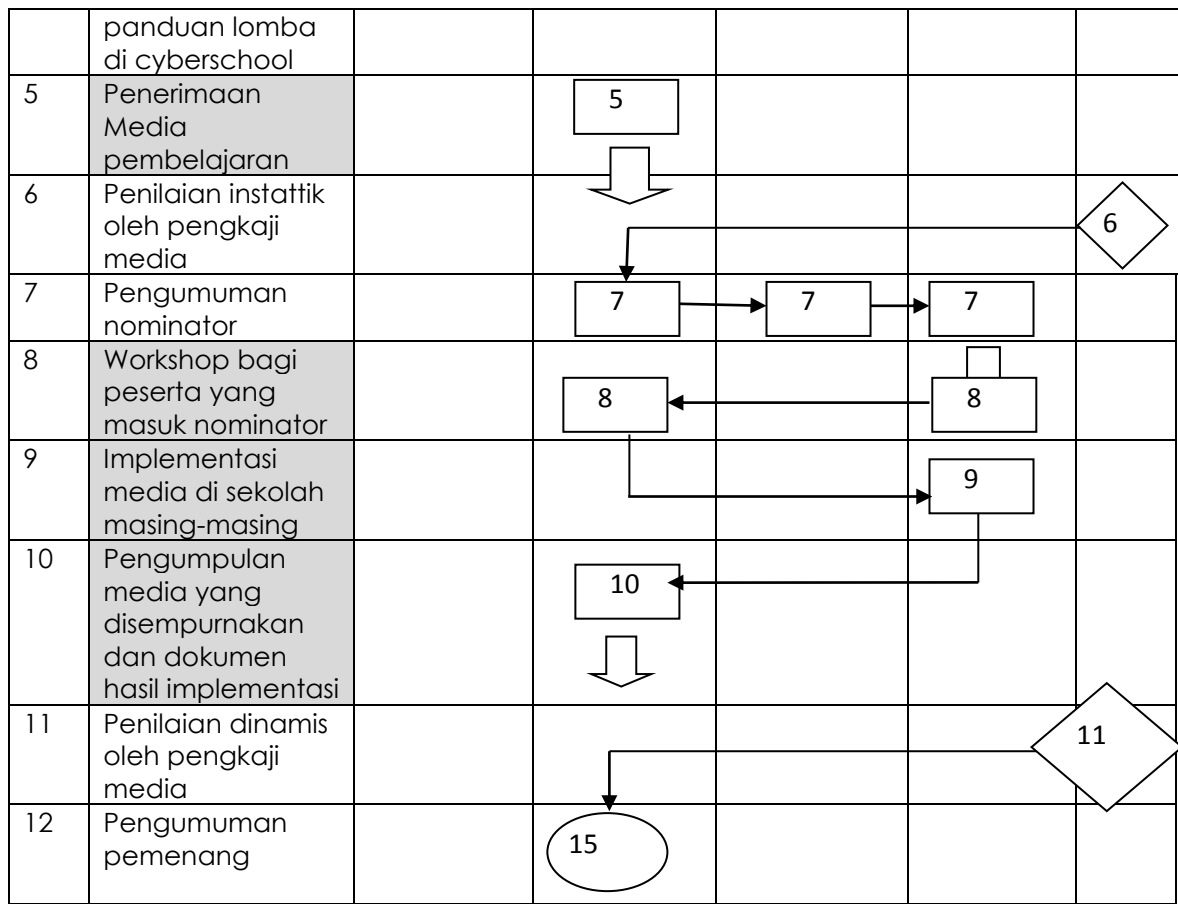 panduan lomba
di cyberschool
5 Penerimaan 5
Media
pembelajaran
6 Penilaian instattik 6
oleh pengkaji
media
7 Pengumuman 7 7 7
nominator
8 Workshop bagi
peserta yang 8 8
masuk nominator
9 Implementasi 9
media di sekolah
masing-masing
10 Pengumpulan 10
media yang
disempurnakan
dan dokumen
hasil implementasi
11 Penilaian dinamis 11
oleh pengkaji
media
12 Pengumuman 15
pemenang